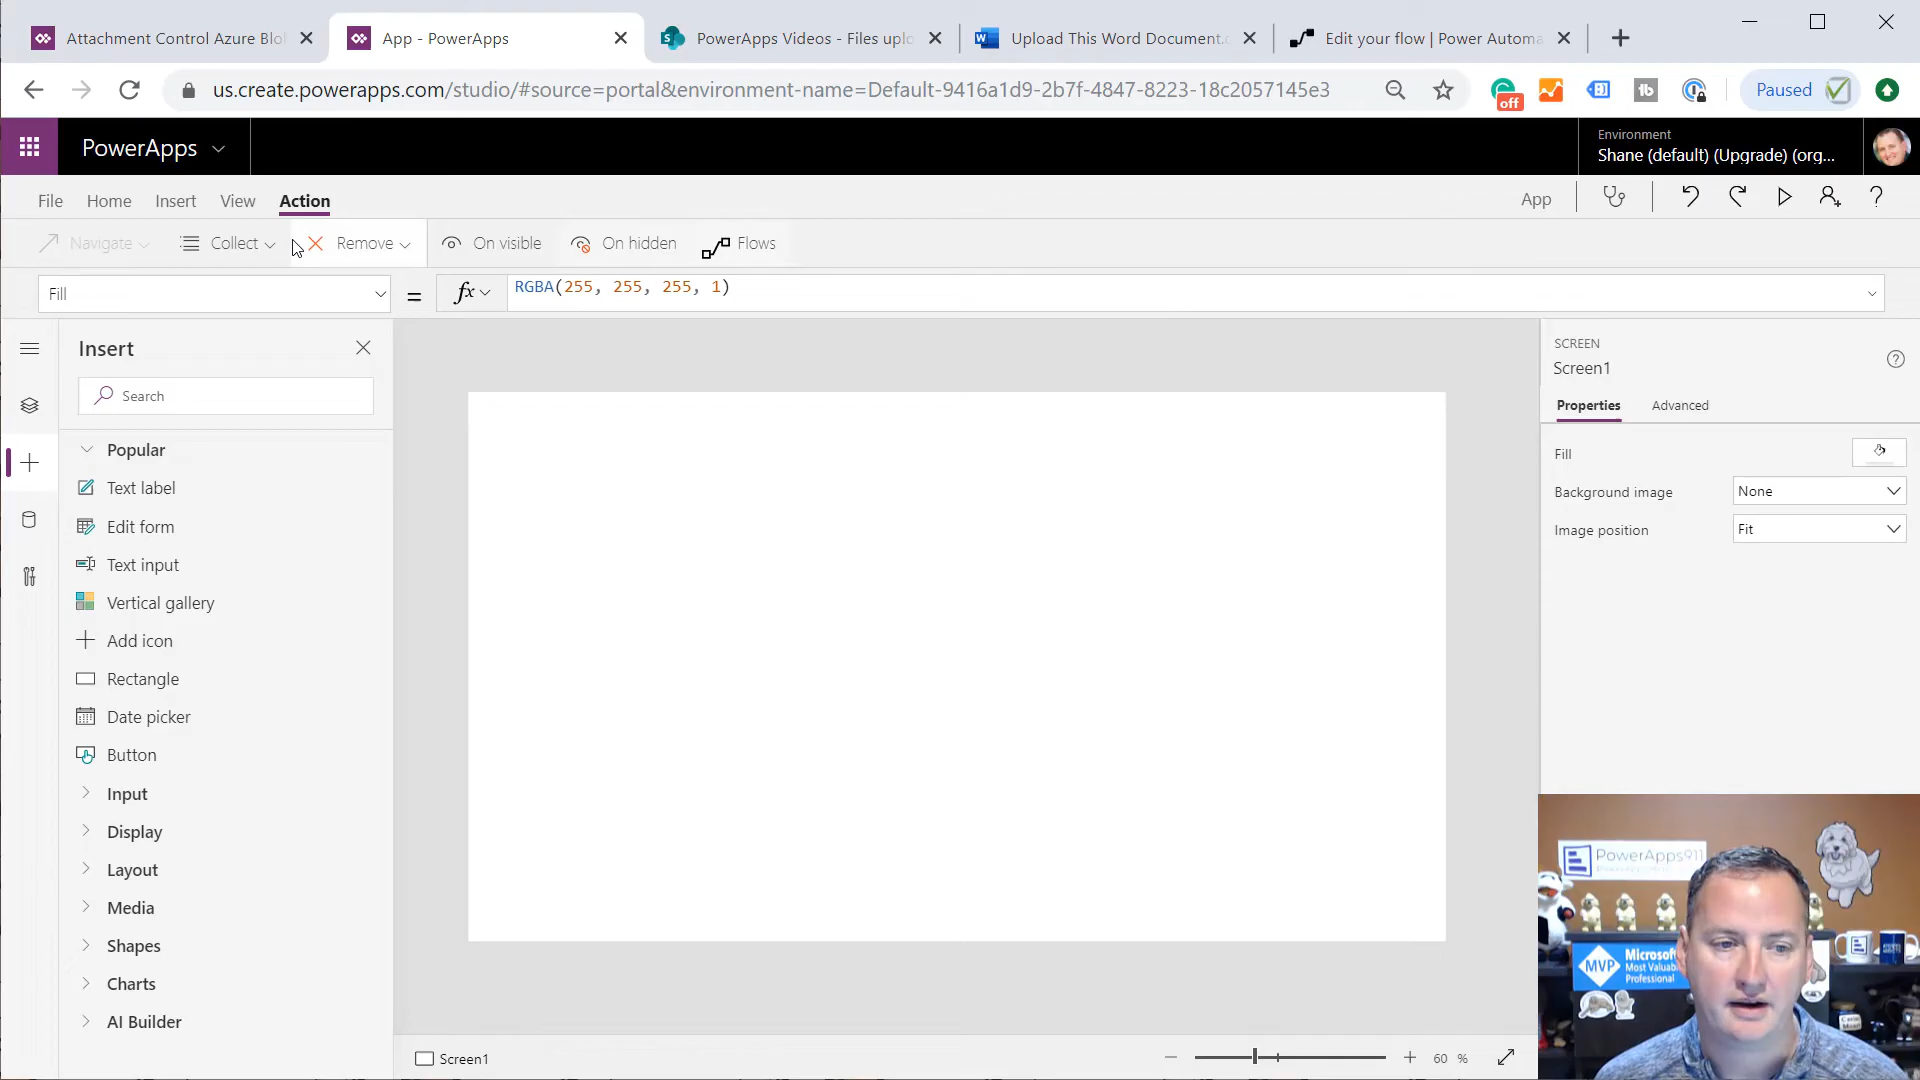 Attachment Control Azure Blo
App - PowerApps
PowerApps Videos - Files uplo
Upload This Word Document.
Edit your flow | Power Automa
us.create.powerapps.com/studio/#source=portal&environment-name=Default-9416a1d9-2b7f-4847-8223-18c2057145e3
off
Paused
PowerApps
Environment
Shane (default) (Upgrade) (org...
File
Home
Insert
View
Action
App
Navigate
Collect
Remove
On visible
On hidden
Flows
Fill
=
fx
RGBA(255, 255, 255, 1)
Insert
Search
Popular
Text label
Edit form
Text input
Vertical gallery
Add icon
Rectangle
Date picker
Button
Input
Display
Layout
Media
Shapes
Charts
AI Builder
SCREEN
Screen1
Properties
Advanced
Fill
Background image
None
Image position
Fit
PowerApps911
MVP
Microsoft
Most Valuab
Professional
Screen1
60 %